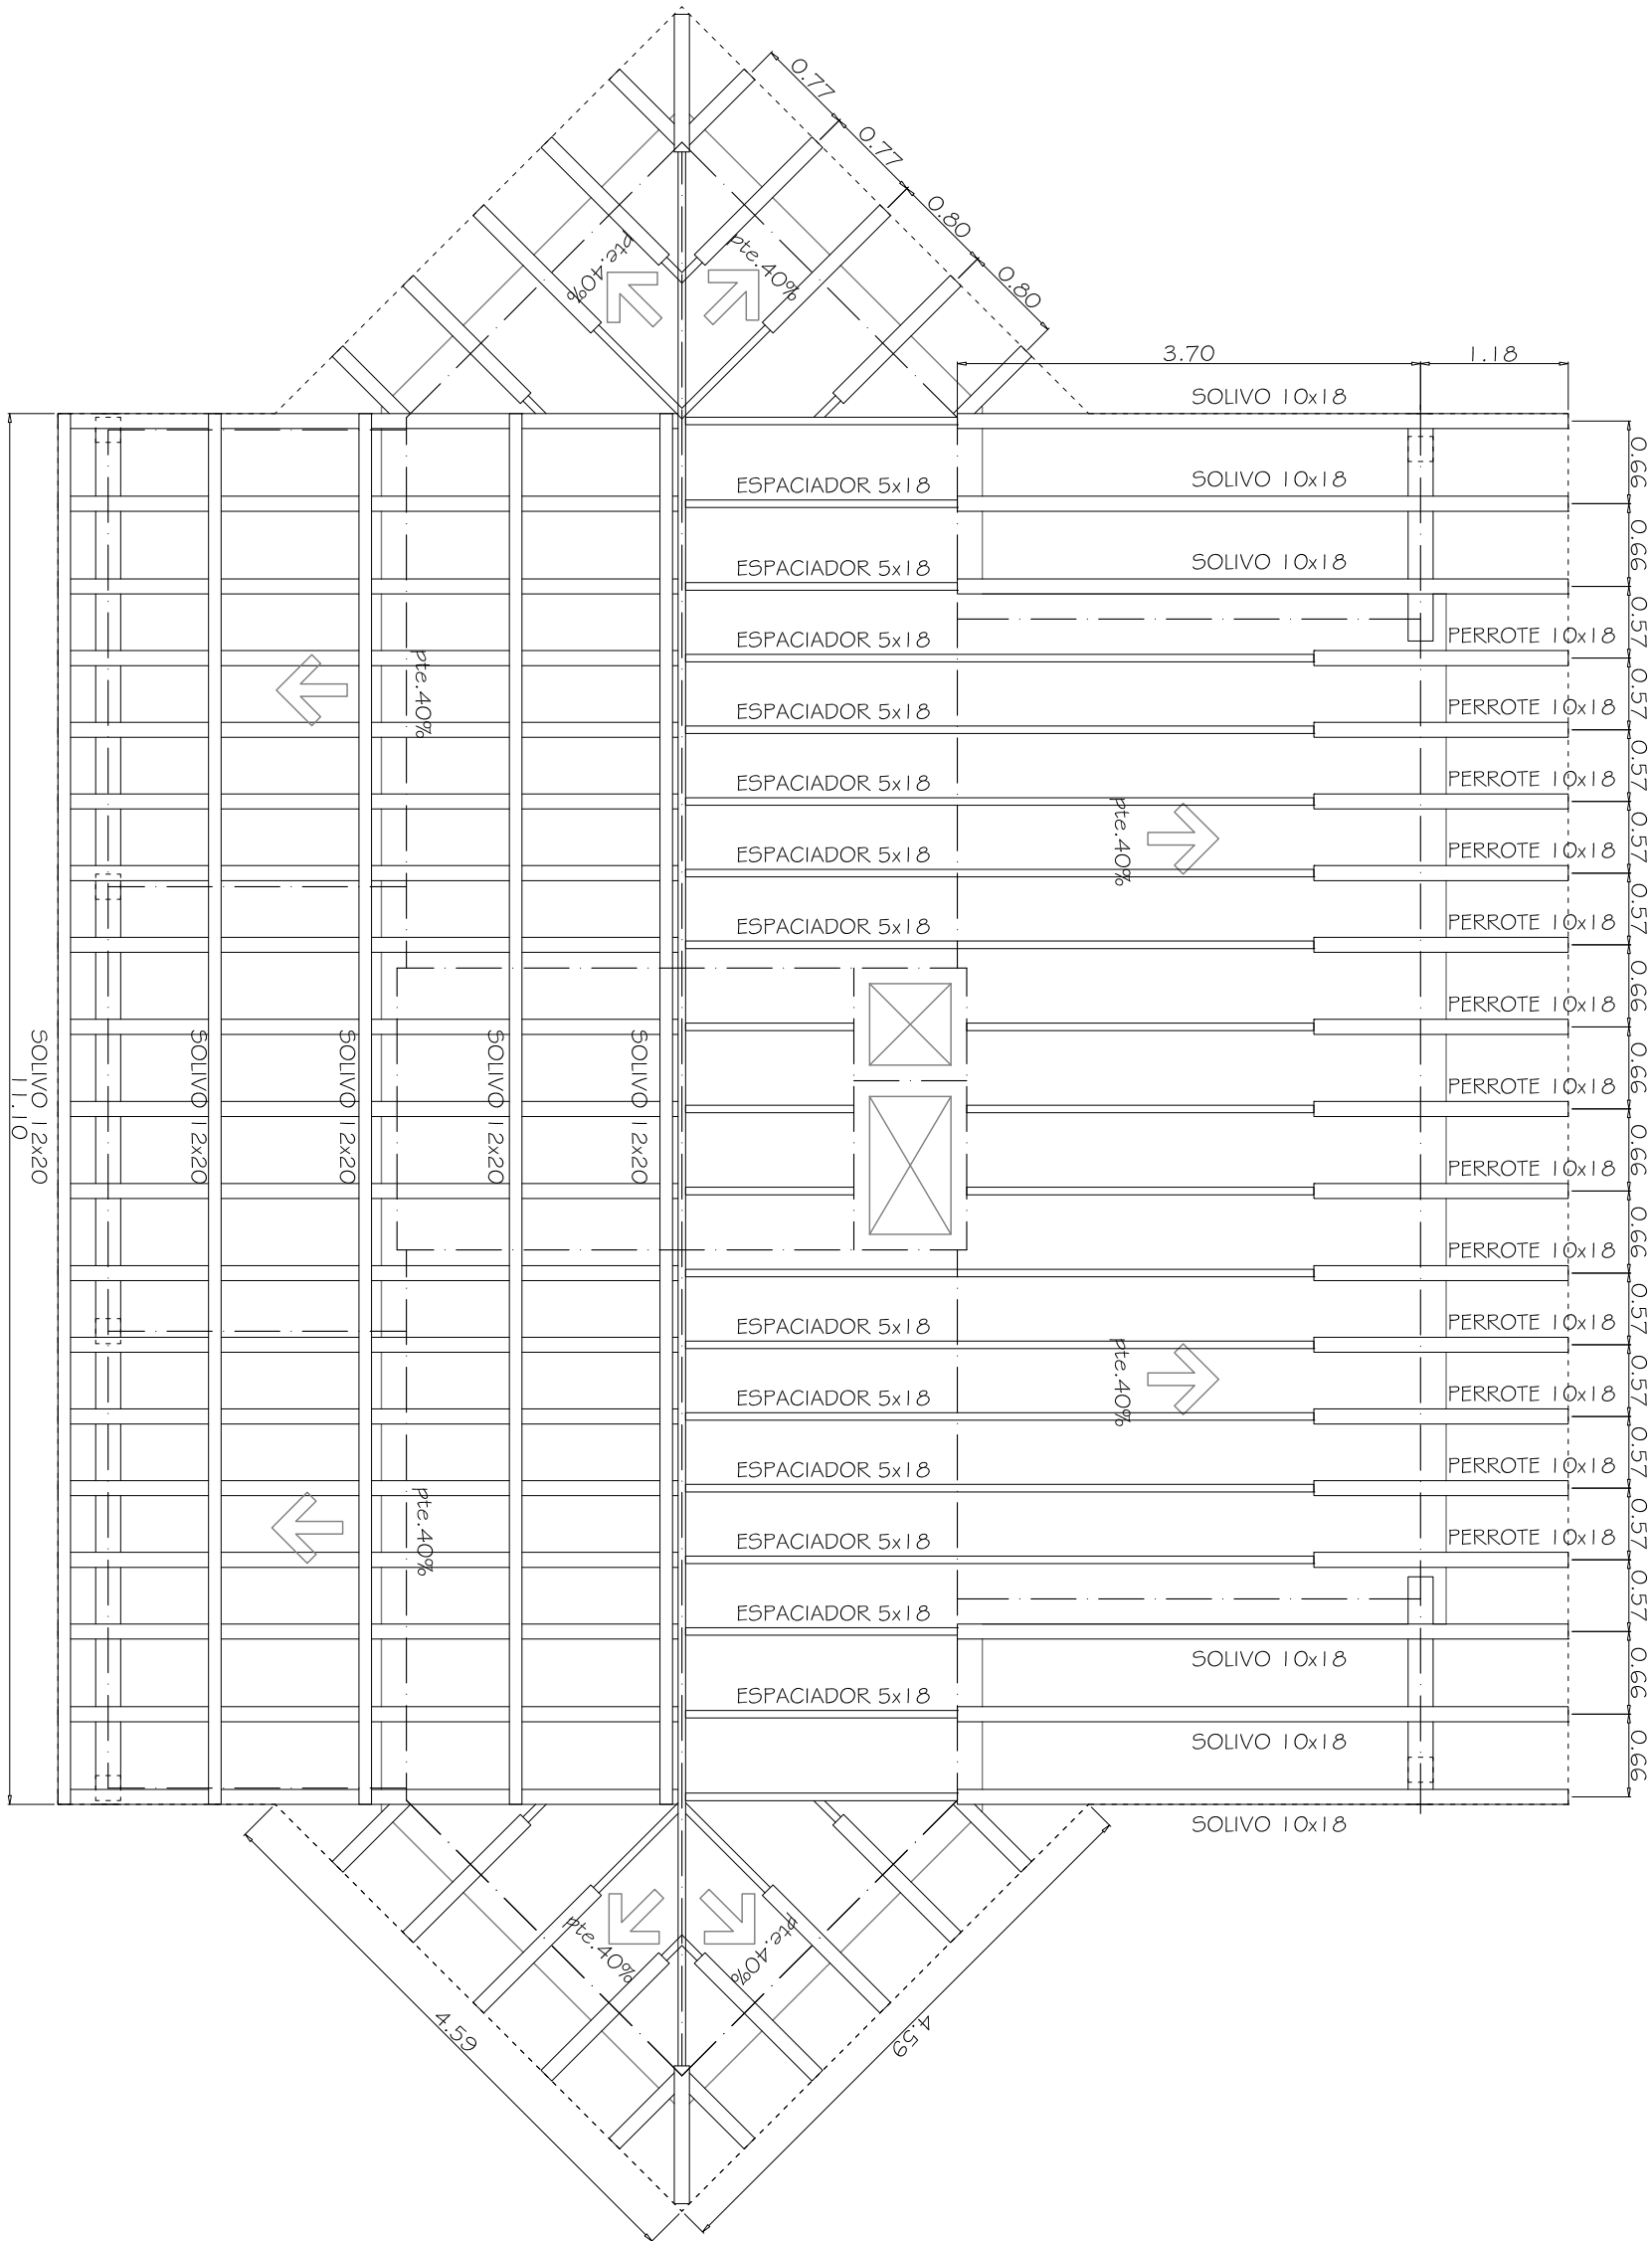 0.77
0.77
0.80
0.80
pte.40%
pte.40%
3.70
1.18
SOLIVO 10x18
0.66
ESPACIADOR 5x18
SOLIVO 10x18
0.66
ESPACIADOR 5x18
SOLIVO 10x18
0.57
ESPACIADOR 5x18
PERROTE 10x18
0.57
pte.40%
ESPACIADOR 5x18
PERROTE 10x18
0.57
ESPACIADOR 5x18
PERROTE 10x18
0.57
pte.40%
ESPACIADOR 5x18
PERROTE 10x18
0.57
ESPACIADOR 5x18
PERROTE 10x18
0.66
PERROTE 10x18
0.66
SOLIVO 12x20
SOLIVO 12x20
SOLIVO 12x20
SOLIVO 12x20
SOLIVO 12x20
11.10
PERROTE 10x18
0.66
PERROTE 10x18
0.66
PERROTE 10x18
0.57
ESPACIADOR 5x18
PERROTE 10x18
0.57
pte.40%
ESPACIADOR 5x18
PERROTE 10x18
0.57
ESPACIADOR 5x18
PERROTE 10x18
0.57
pte.40%
ESPACIADOR 5x18
PERROTE 10x18
0.57
ESPACIADOR 5x18
SOLIVO 10x18
0.66
ESPACIADOR 5x18
SOLIVO 10x18
0.66
SOLIVO 10x18
pte.40%
pte.40%
4.59
4.59